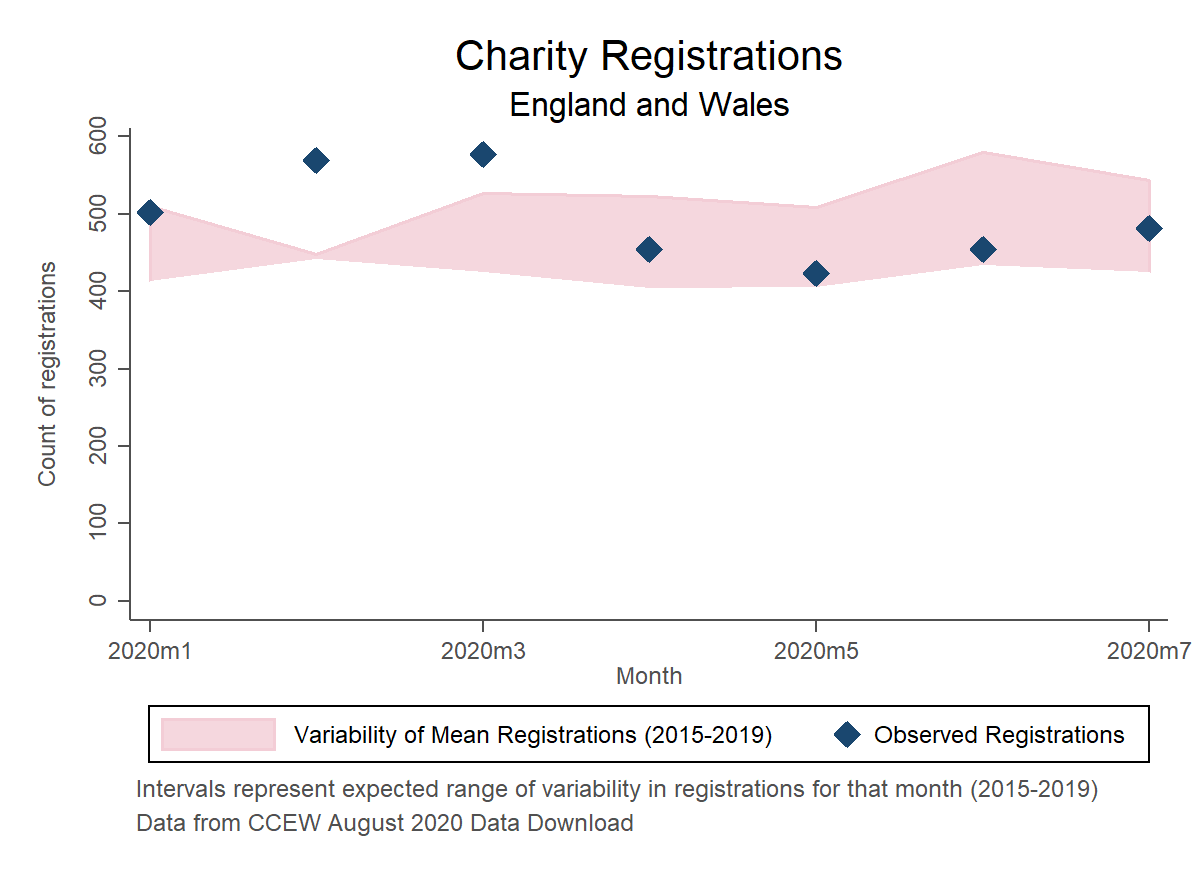 Charity Registrations
England and Wales
Count of registrations
600
500
400
300
200
100
0
2020m1 2020m3 2020m5 2020m7
Month
Variability of Mean Registrations (2015-2019) Observed Registrations
Intervals represent expected range of variability in registrations for that month (2015-2019)
Data from CCEW August 2020 Data Download